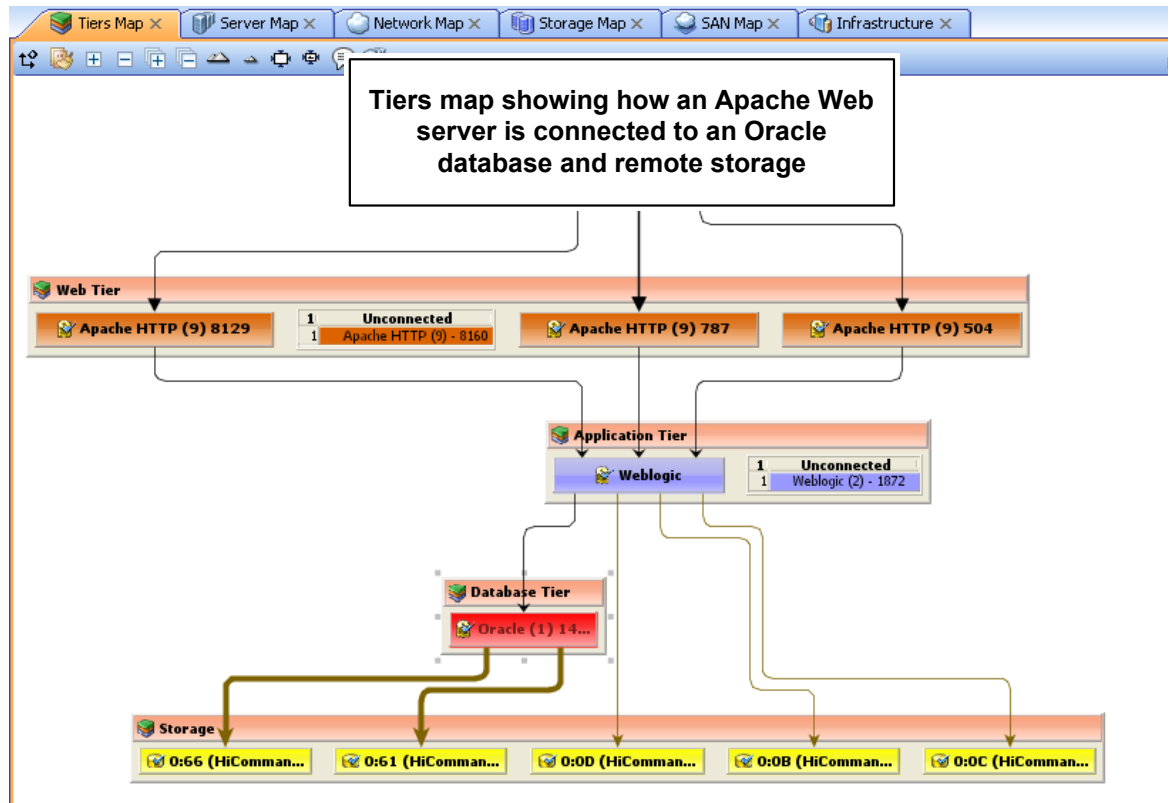 Tiers Map
Server Map
Network Map
Storage Map
SAN Map
Infrastructure
Tiers map showing how an Apache Web
server is connected to an Oracle
database and remote storage
Web Tier
Apache HTTP (9) 8129
1 Unconnected
1 Apache HTTP (9) - 8160
Apache HTTP (9) 787
Apache HTTP (9) 504
Application Tier
Weblogic
1 Unconnected
1 Weblogic (2) - 1872
Database Tier
Oracle (1) 14...
Storage
0:66 (HiComman...
0:61 (HiComman...
0:0D (HiComman...
0:0B (HiComman...
0:0C (HiComman...